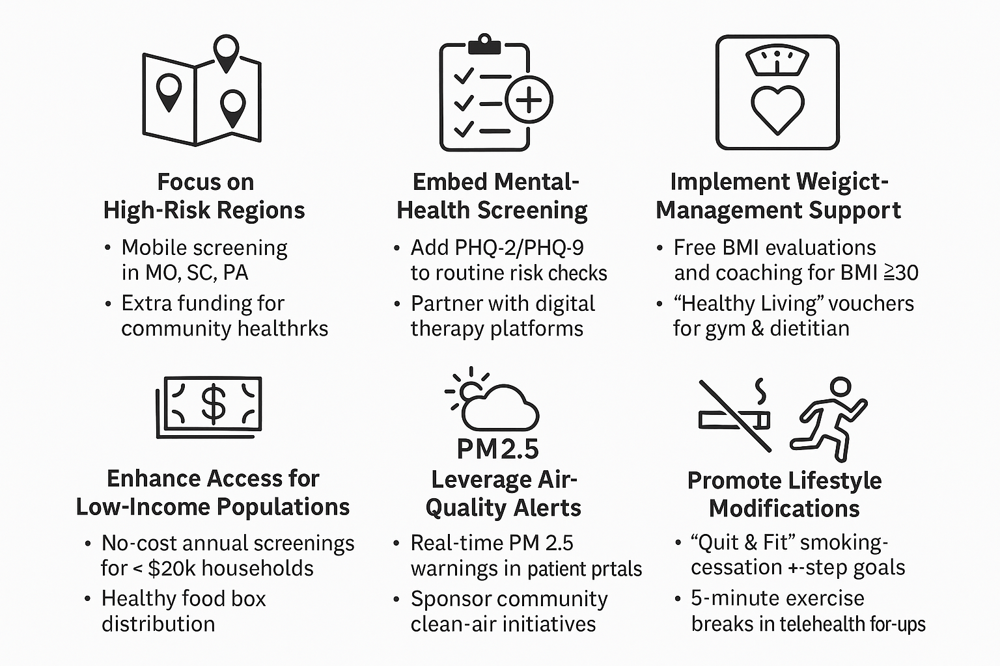 Focus on
High-Risk Regions
• Mobile screening
in MO, SC, PA
• Extra funding for
community healthrks
Embed Mental-
Health Screening
• Add PHQ-2/PHQ-9
to routine risk checks
• Partner with digital
therapy platforms
Implement Weigict-
Management Support
• Free BMI evaluations
and coaching for BMI ≧30
• “Healthy Living” vouchers
for gym & dietitian
$
Enhance Access for
Low-Income Populations
• No-cost annual screenings
for < $20k households
• Healthy food box
distribution
PM2.5
Leverage Air-
Quality Alerts
• Real-time PM 2.5
warnings in patient prtals
• Sponsor community
clean-air initiatives
Promote Lifestyle
Modifications
• “Quit & Fit” smoking-
cessation +-step goals
• 5-minute exercise
breaks in telehealth for-ups